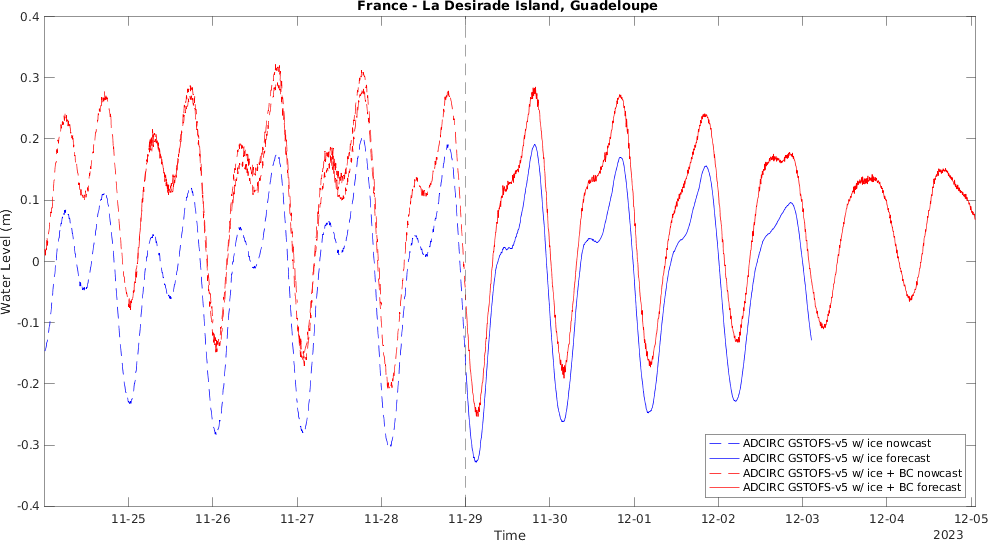 France - La Desirade Island, Guadeloupe
0.4
0.3
0.2
0.1
0
-0.1
-0.2
-0.3
-0.4
Water Level (m)
ADCIRC GSTOFS-v5 w/ ice nowcast
ADCIRC GSTOFS-v5 w/ ice forecast
ADCIRC GSTOFS-v5 w/ ice + BC nowcast
ADCIRC GSTOFS-v5 w/ ice + BC forecast
11-25 11-26 11-27 11-28 11-29 11-30 12-01 12-02 12-03 12-04 12-05
Time
2023